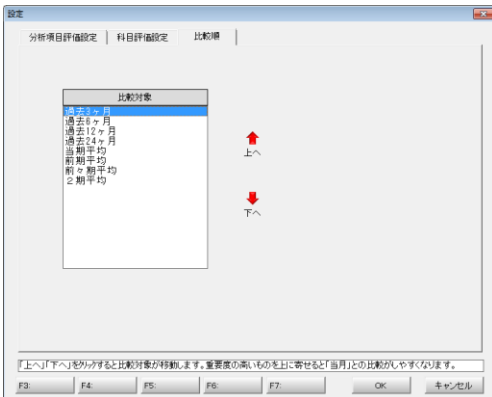 設定
分析項目評価設定 科目評価設定 比較順
比較対象
過去3ヶ月
過去6ヶ月
過去12ヶ月
過去24ヶ月
当期平均
前期平均
前々期平均
２期平均
上へ
下へ
「上へ」「下へ」をクリックすると比較対象が移動します。重要度の高いものを上に寄せると「当月」との比較がしやすくなります。
F3: F4: F5: F6: F7: OK キャンセル